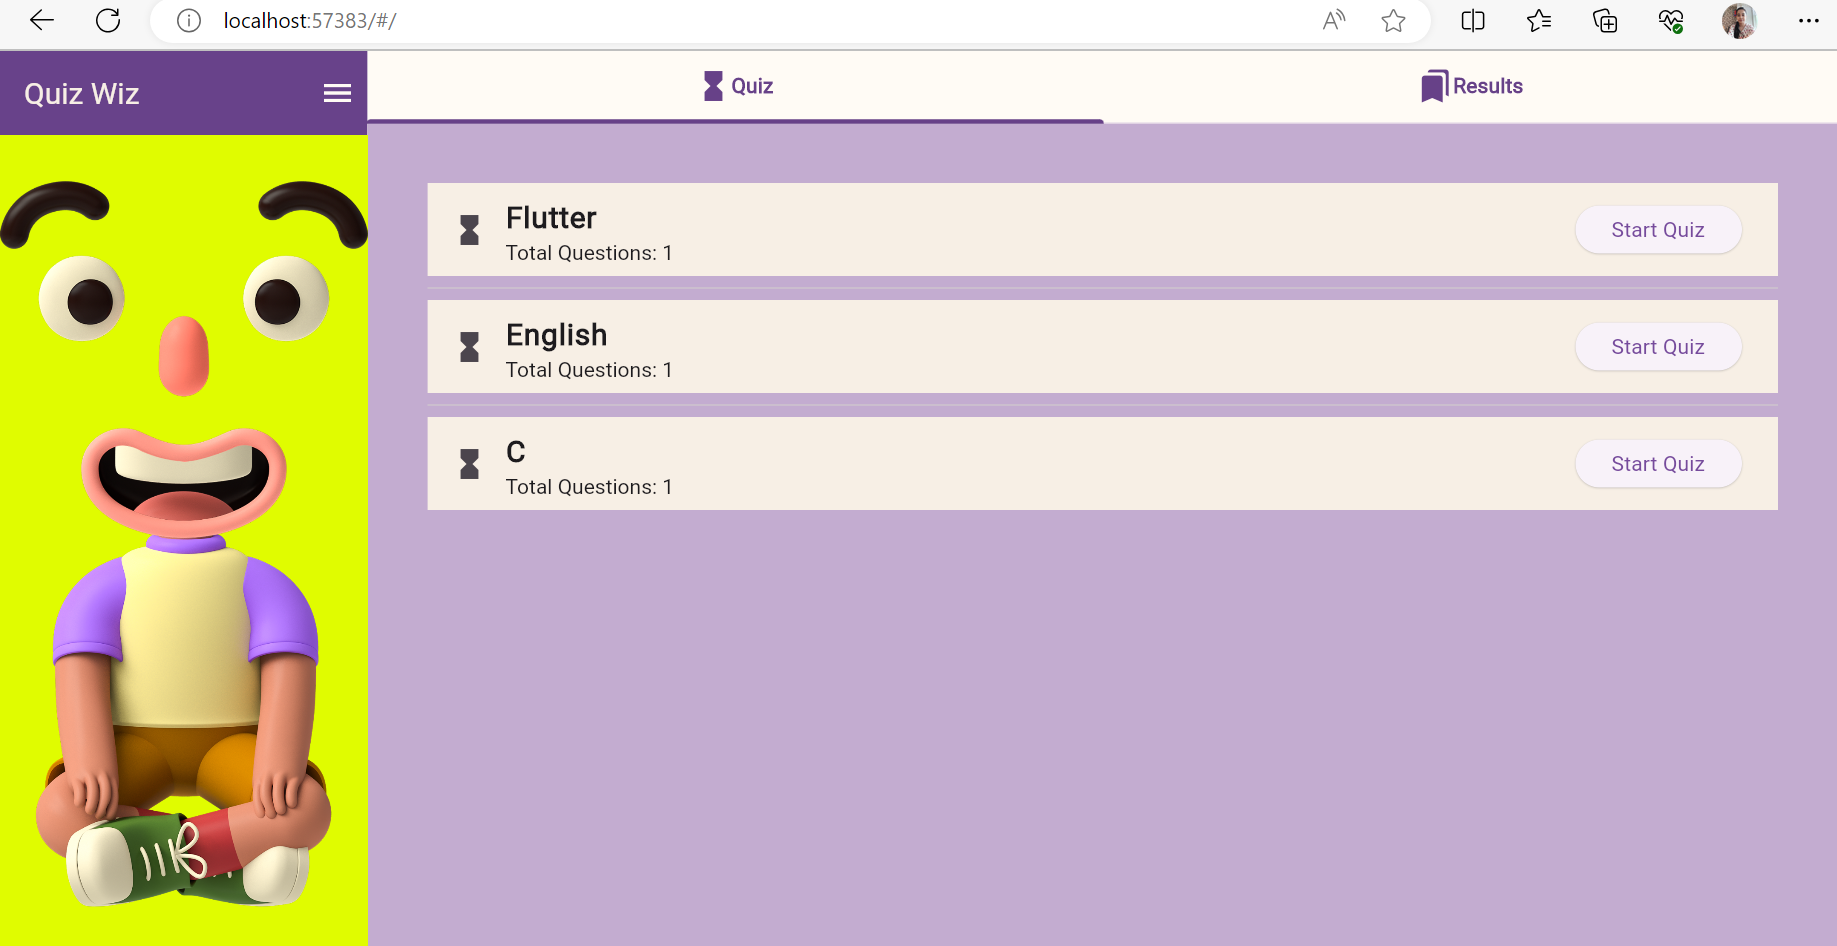 localhost:57383/#/
Quiz Wiz
Quiz
Results
Flutter
Total Questions: 1
Start Quiz
English
Total Questions: 1
Start Quiz
C
Total Questions: 1
Start Quiz